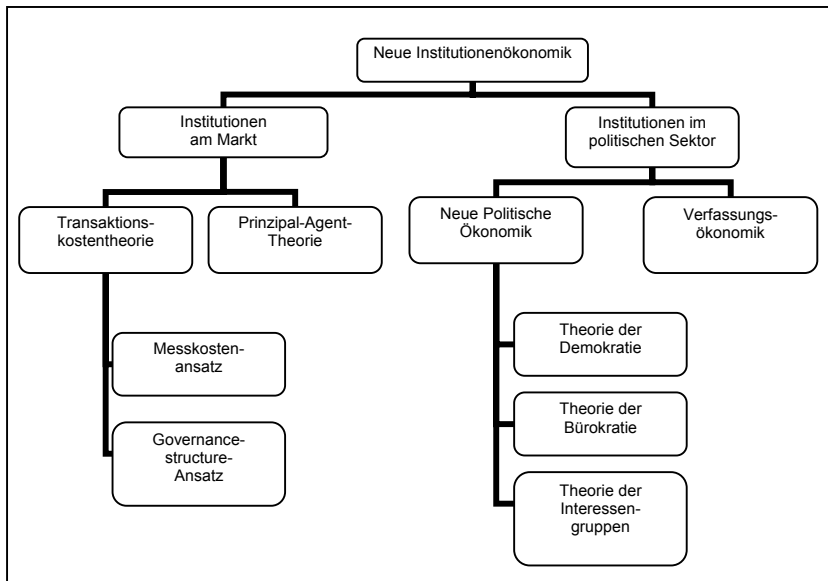 Neue Institutionenökonomik
Institutionen
am Markt
Institutionen im
politischen Sektor
Transaktions-
kostentheorie
Prinzipal-Agent-
Theorie
Neue Politische
Ökonomik
Verfassungs-
ökonomik
Messkosten-
ansatz
Governance-
structure-
Ansatz
Theorie der
Demokratie
Theorie der
Bürokratie
Theorie der
Interessen-
gruppen